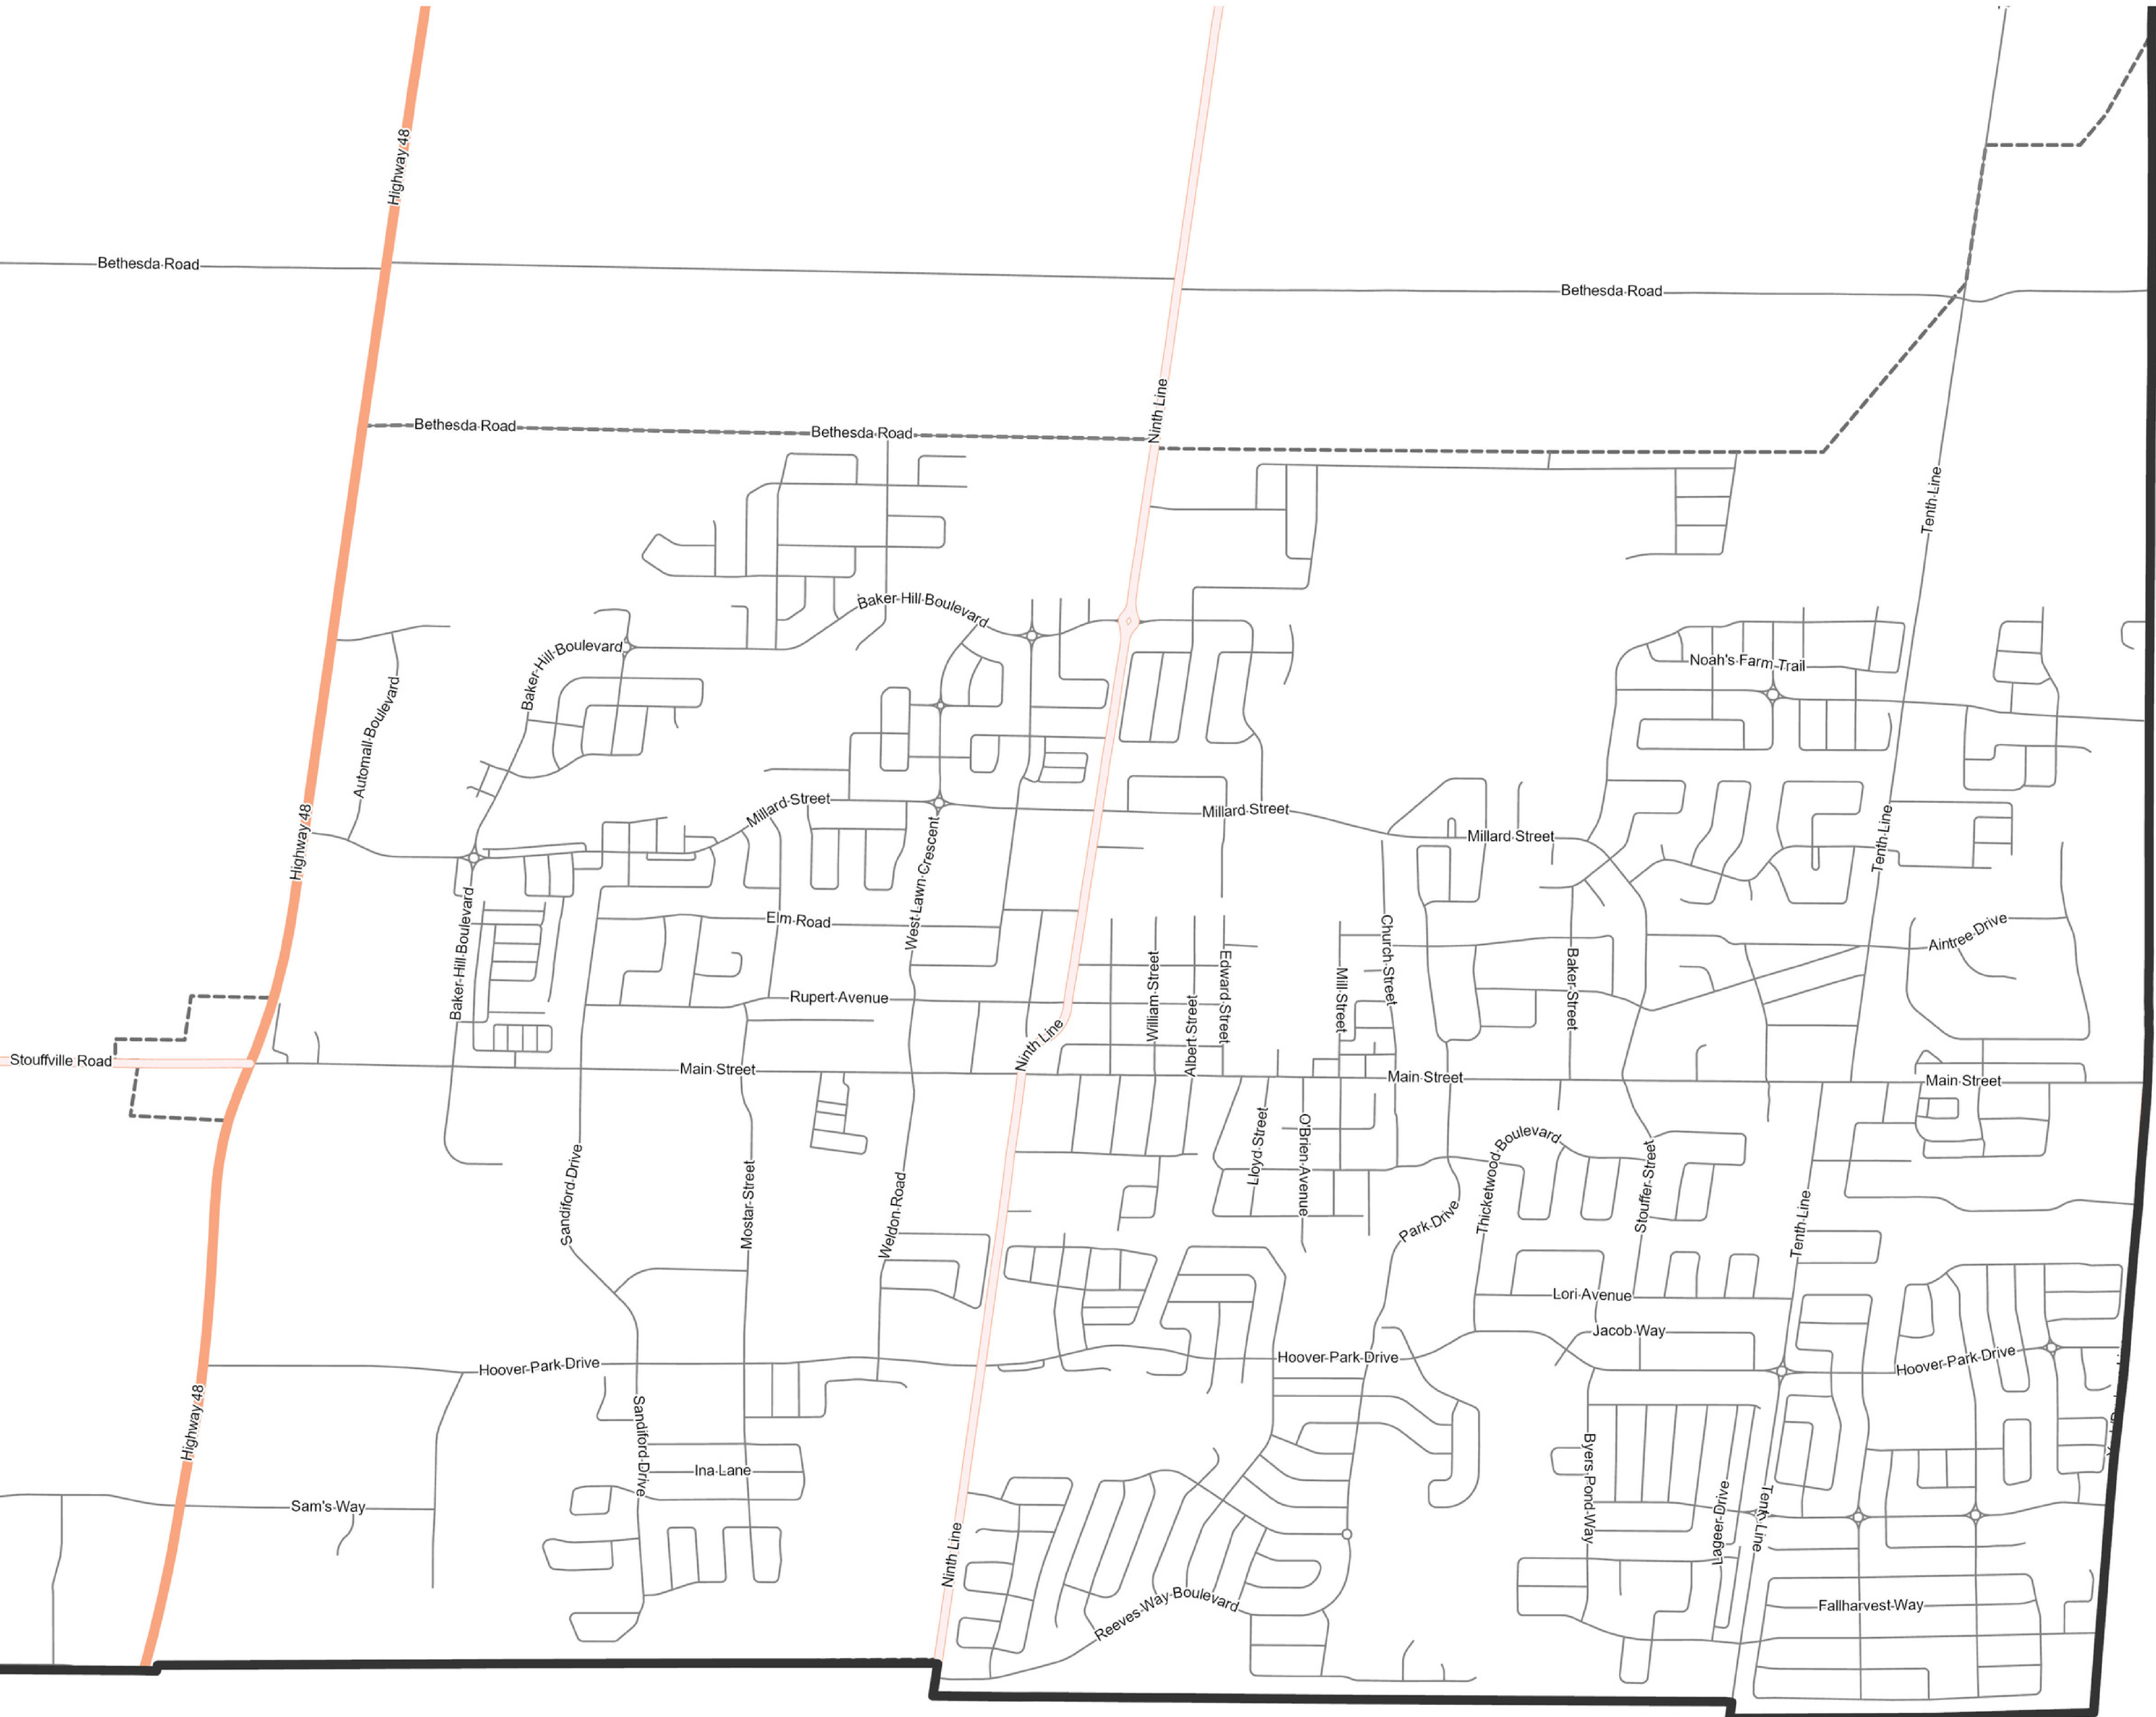 Highway 48
Bethesda Road
Bethesda Road
Ninth Line
Bethesda Road
Bethesda Road
Tenth Line
Baker Hill Boulevard
Baker Hill Boulevard
Noah's Farm Trail
Automall Boulevard
Millard Street
Millard Street
Millard Street
Highway 48
Tenth Line
West Lawn Crescent
Elm Road
Baker Hill Boulevard
Church Street
Aintree Drive
William Street
Edward Street
Mill Street
Baker Street
Rupert Avenue
Albert Street
Ninth Line
Stouffville Road
Main Street
Main Street
Main Street
Lloyd Street
O'Brien Avenue
Thicketwood Boulevard
Stouffer Street
Sandiford Drive
Mostar Street
Weldon Road
Park Drive
Tenth Line
Lori Avenue
Jacob Way
Hoover Park Drive
Hoover Park Drive
Hoover Park Drive
Highway 48
Sandiford Drive
Ina Lane
Byers Pond Way
Lageer Drive
Tenth Line
Sam's Way
Ninth Line
Reeves Way Boulevard
Fallharvest Way